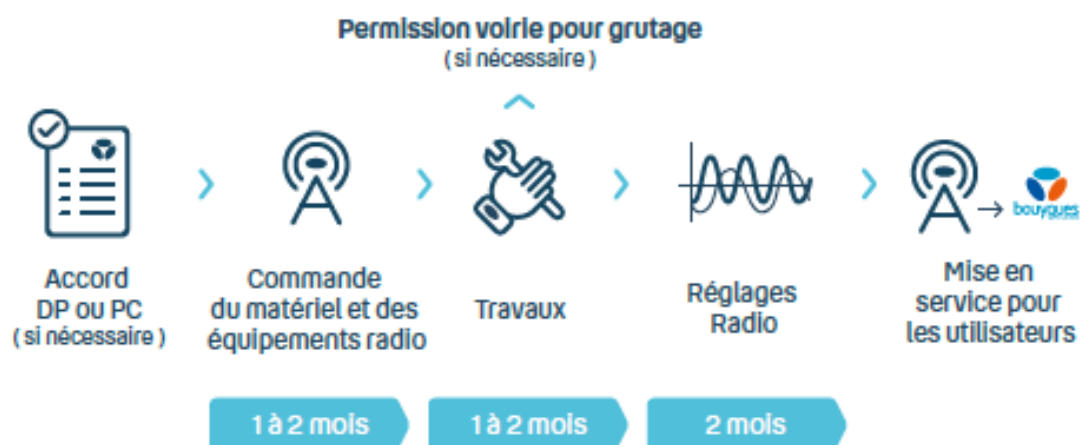 Permission voirie pour grutage
( si nécessaire )
Accord
DP ou PC
( si nécessaire )
Commande
du matériel et des
équipements radio
Travaux
Réglages
Radio
bouygues
Mise en
service pour
les utilisateurs
1 à 2 mois
1 à 2 mois
2 mois